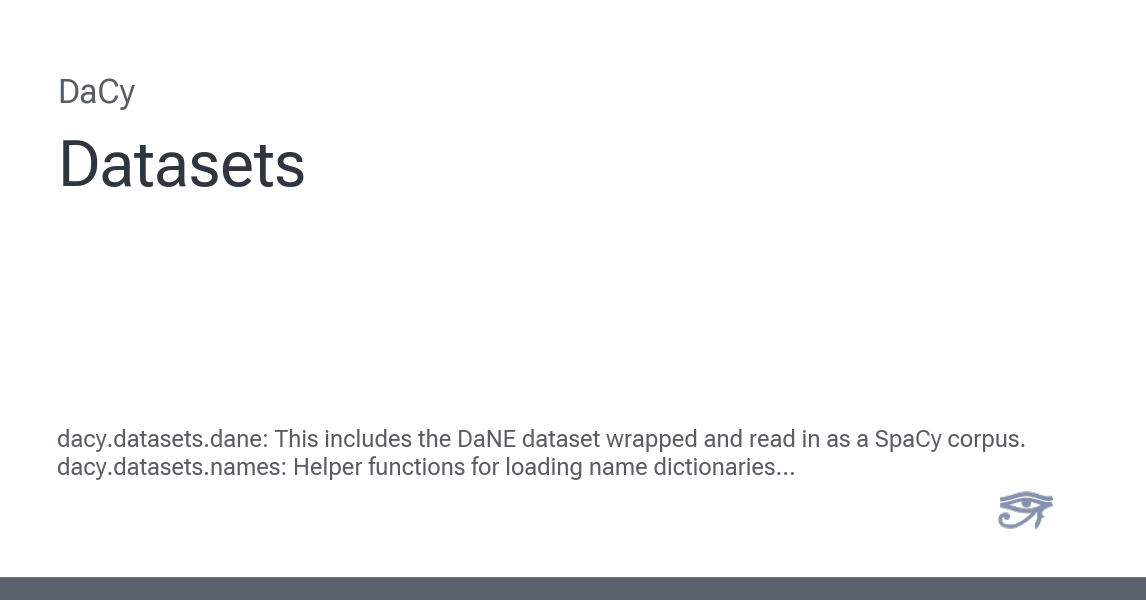 DaCy
Datasets
dacy.datasets.dane: This includes the DaNE dataset wrapped and read in as a SpaCy corpus.
dacy.datasets.names: Helper functions for loading name dictionaries...